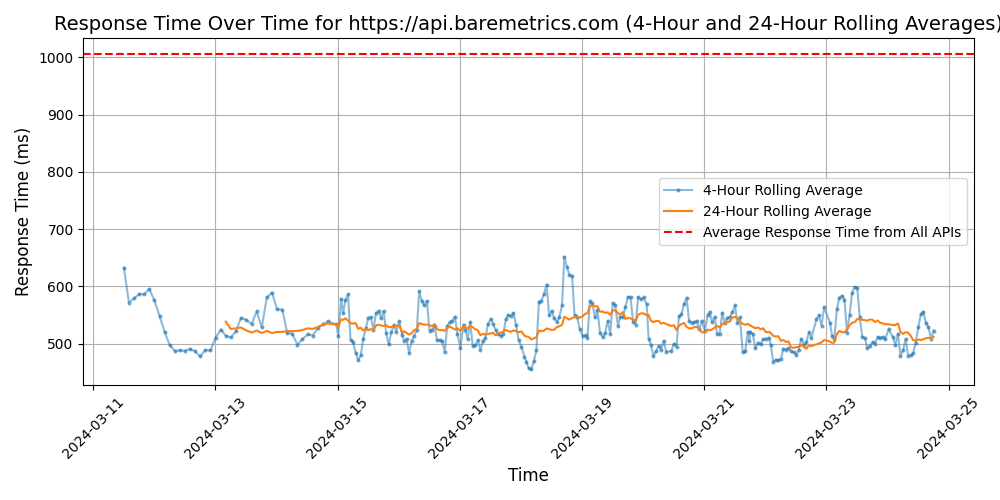 Response Time Over Time for https://api.baremetrics.com (4-Hour and 24-Hour Rolling Averages)
Response Time (ms)
1000
900
800
700
600
500
4-Hour Rolling Average
24-Hour Rolling Average
Average Response Time from All APIs
2024-03-11
2024-03-13
2024-03-15
2024-03-17
2024-03-19
2024-03-21
2024-03-23
2024-03-25
Time